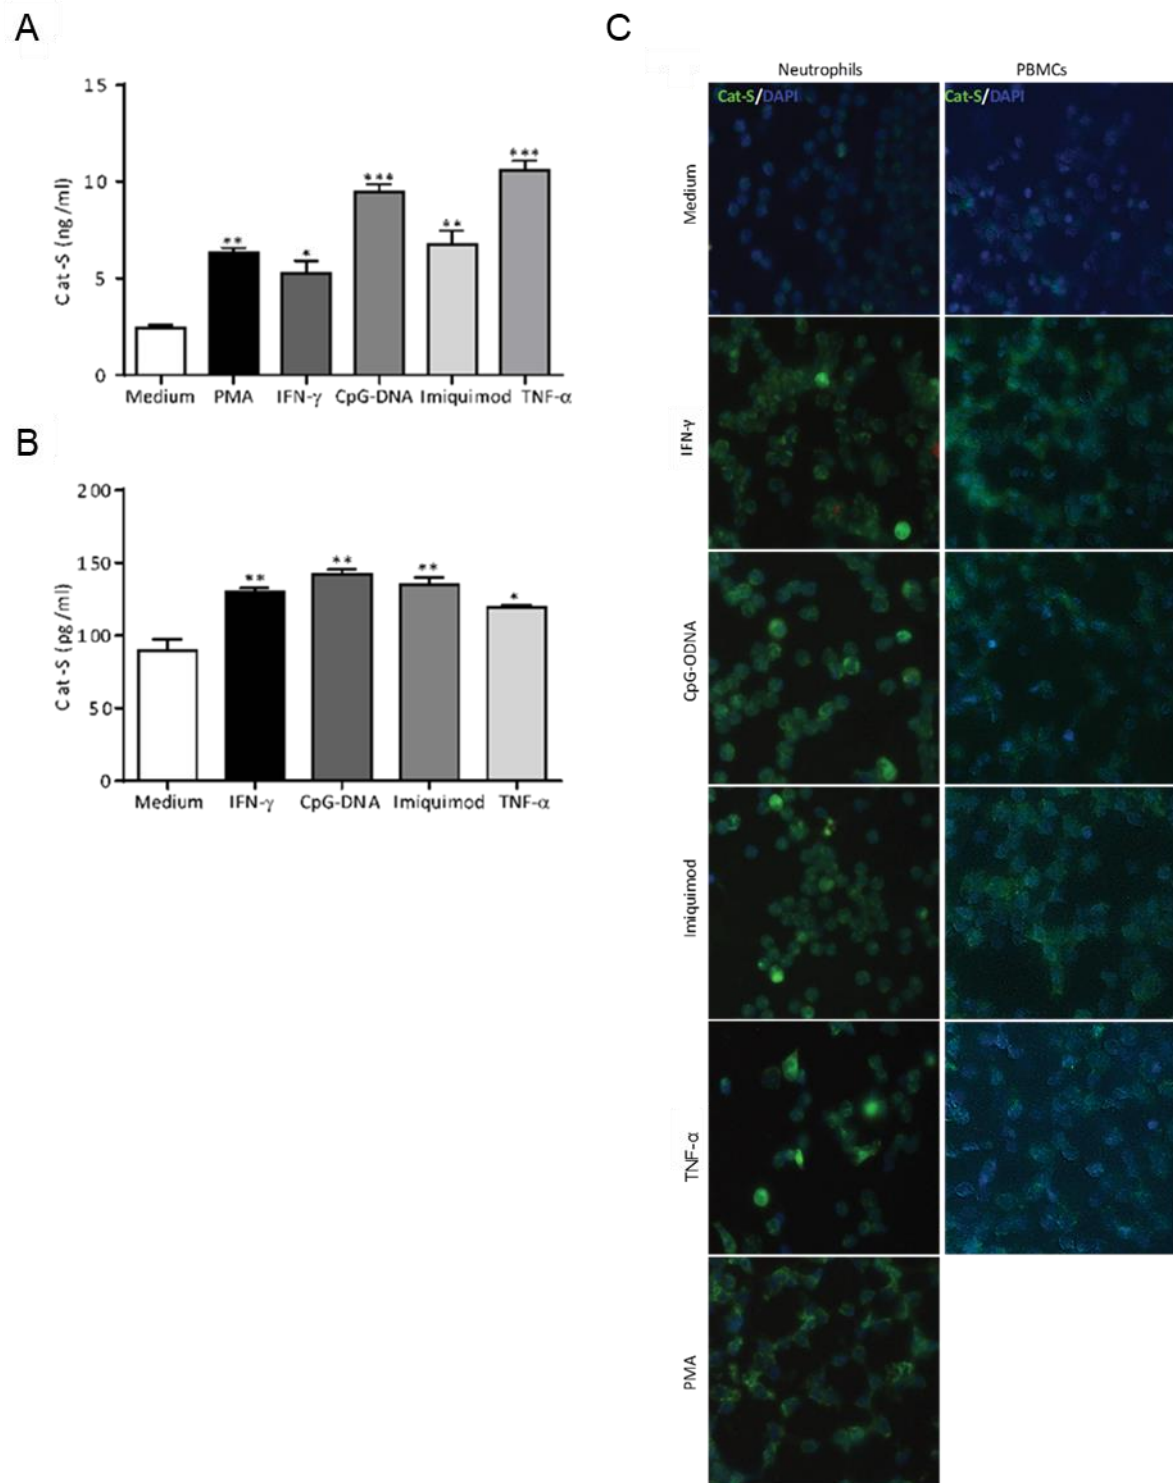 A
15
10
5
0
Cat-S (ng/ml)
**
*
***
**
***
Medium PMA IFN-γ CpG-DNA Imiquimod TNF-α
B
200
150
100
50
0
Cat-S (pg/ml)
**
**
**
*
Medium IFN-γ CpG-DNA Imiquimod TNF-α
C
Neutrophils PBMCs
Cat-S/DAPI Cat-S/DAPI
Medium
IFN-γ
CpG-ODNA
Imiquimod
TNF-α
PMA